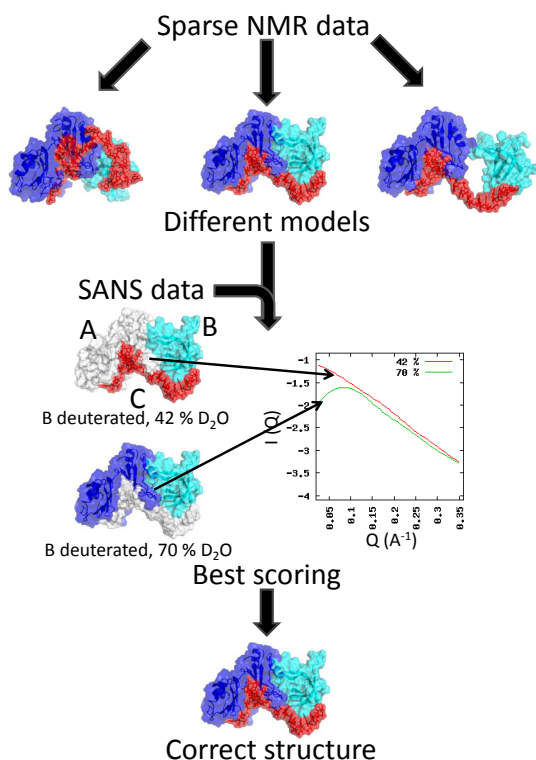 Sparse NMR data
Different models
SANS data
A
B
C
B deuterated, 42 % D₂O
B deuterated, 70 % D₂O
42 %
70 %
I (Q)
-1
-1.5
-2
-2.5
-3
-3.5
-4
0.05
0.1
0.15
0.2
0.25
0.3
0.35
Q (A⁻¹)
Best scoring
Correct structure